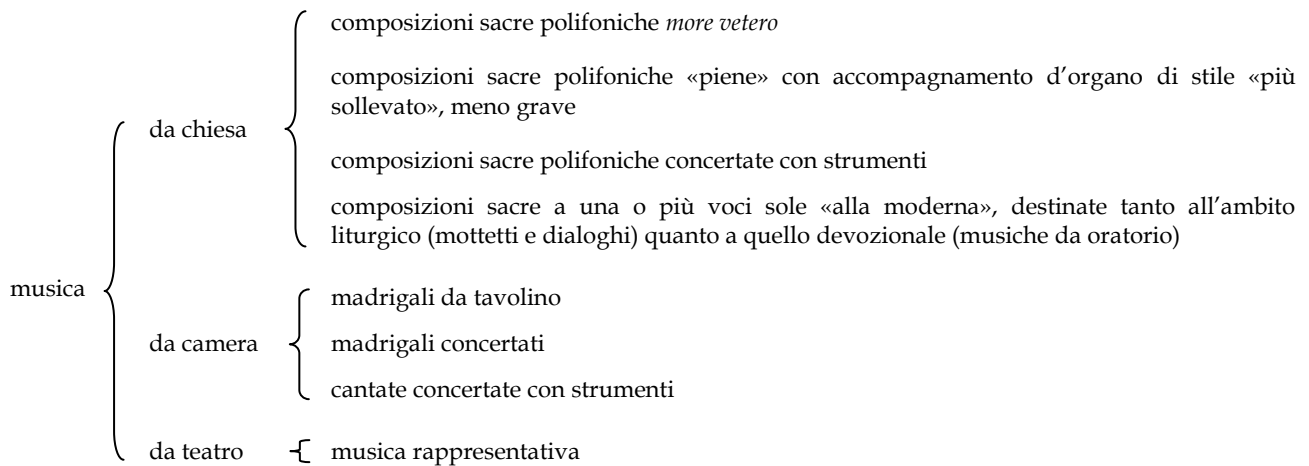 composizioni sacre polifoniche more vetero
composizioni sacre polifoniche «piene» con accompagnamento d’organo di stile «più
sollevato», meno grave
da chiesa
composizioni sacre polifoniche concertate con strumenti
composizioni sacre a una o più voci sole «alla moderna», destinate tanto all’ambito
liturgico (mottetti e dialoghi) quanto a quello devozionale (musiche da oratorio)
musica
madrigali da tavolino
da camera
madrigali concertati
cantate concertate con strumenti
da teatro
musica rappresentativa